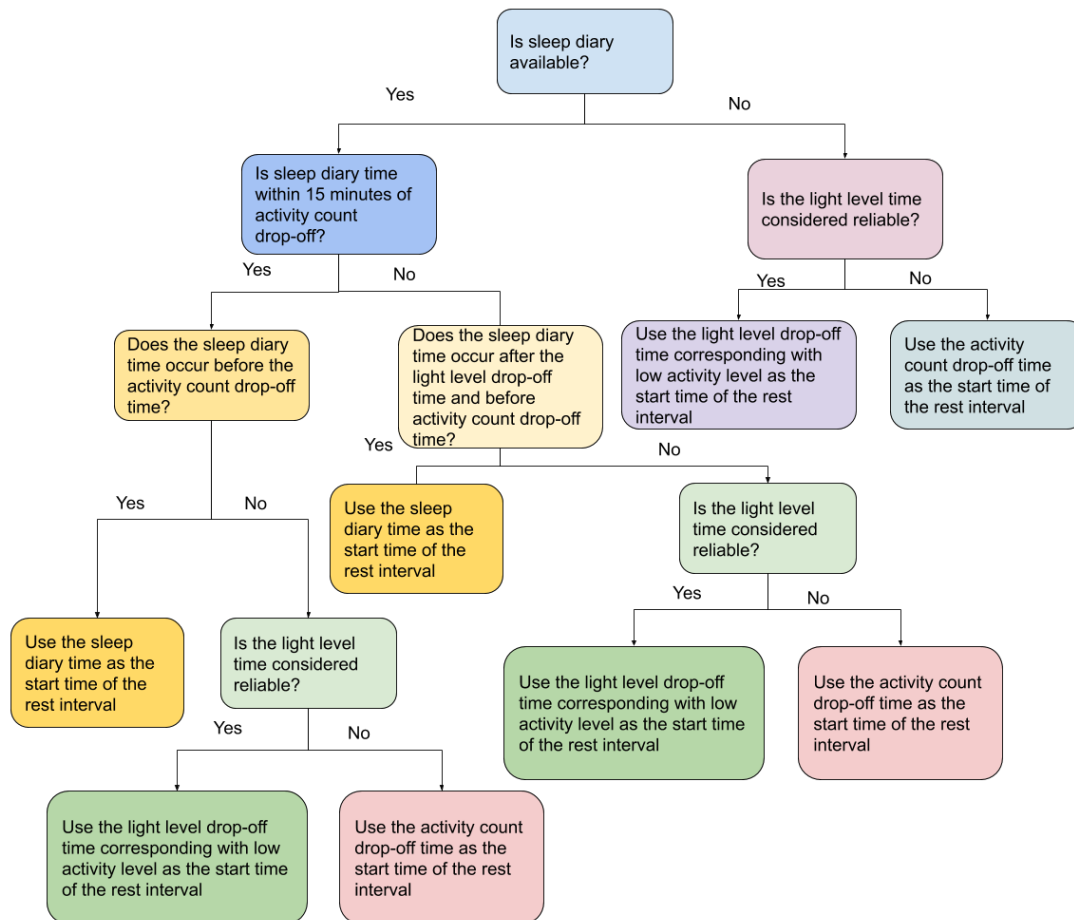 Is sleep diary
available?
Yes
No
Is sleep diary time
within 15 minutes of
activity count
drop-off?
Is the light level time
considered reliable?
Yes
No
Yes
No
Does the sleep diary
time occur before the
activity count drop-off
time?
Does the sleep diary
time occur after the
light level drop-off
time and before
activity count drop-off
time?
Use the light level drop-off
time corresponding with
low activity level as the
start time of the rest
interval
Use the activity
count drop-off time
as the start time of
the rest interval
Yes
No
Yes
No
Use the sleep
diary time as the
start time of the
rest interval
Is the light level
time considered
reliable?
Yes
No
Use the sleep
diary time as the
start time of the
rest interval
Is the light level
time considered
reliable?
Use the light level drop-off
time corresponding with low
activity level as the start time
of the rest interval
Use the activity count
drop-off time as the
start time of the rest
interval
Yes
No
Use the light level drop-off
time corresponding with low
activity level as the start time
of the rest interval
Use the activity count
drop-off time as the
start time of the rest
interval